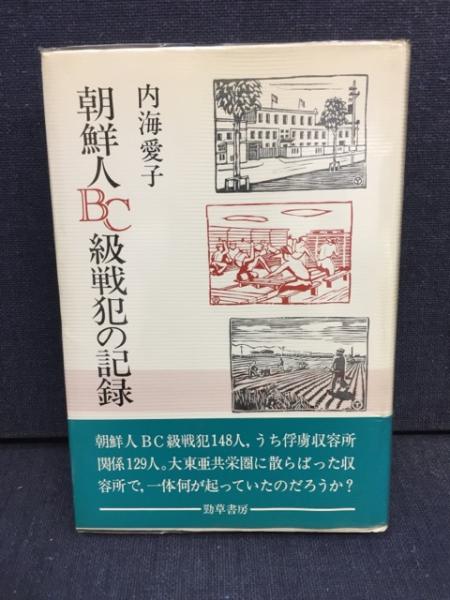 内海愛子
朝鮮人BC級戦犯の記録
朝鮮人BC級戦犯148人,うち俘虜収容所
関係129人。大東亜共栄圏に散らばった収
容所で,一体何が起っていたのだろうか?
勁草書房